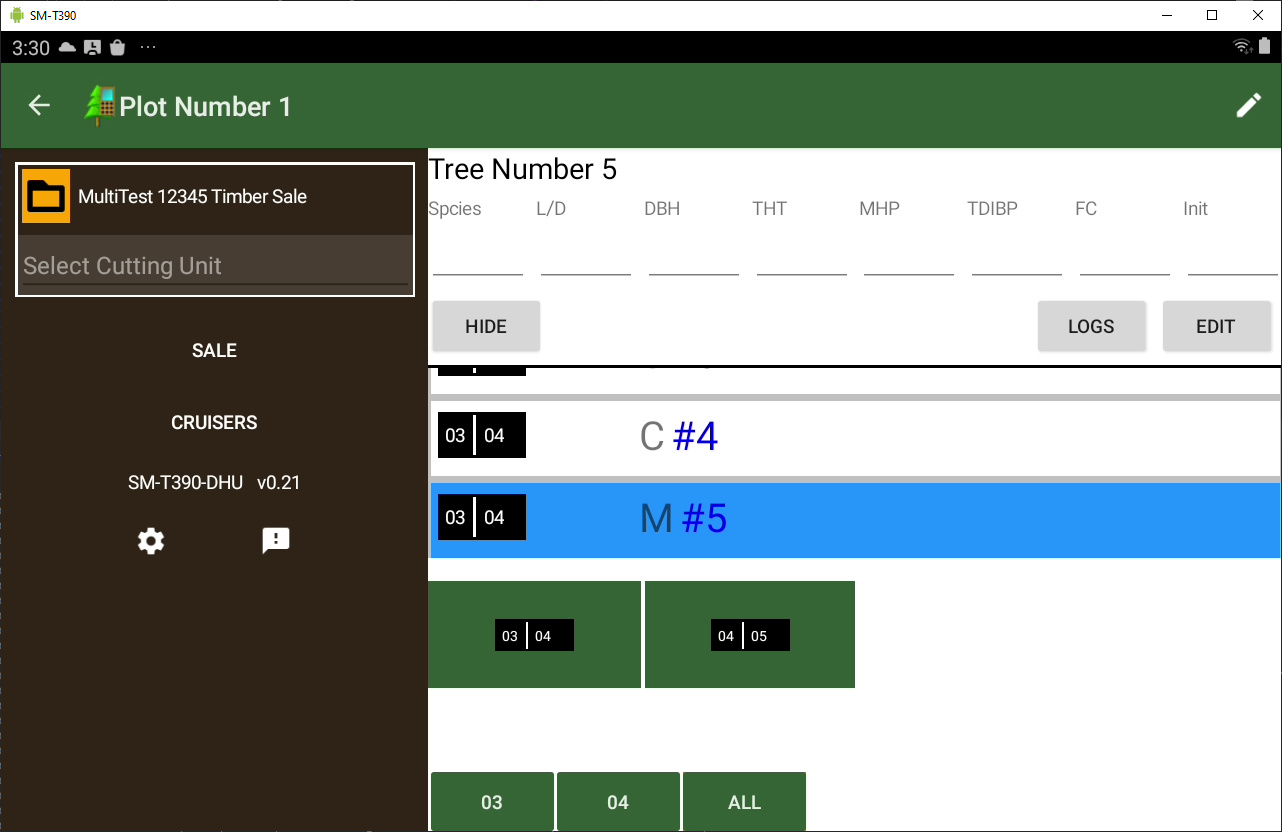 SM-T390
3:30
Plot Number 1
MultiTest 12345 Timber Sale
Select Cutting Unit
SALE
CRUISERS
SM-T390-DHU v0.21
Tree Number 5
Spcies L/D DBH THT MHP TDIBP FC Init
HIDE LOGS EDIT
03 04 C #4
03 04 M #5
03 04 04 05
03 04 ALL